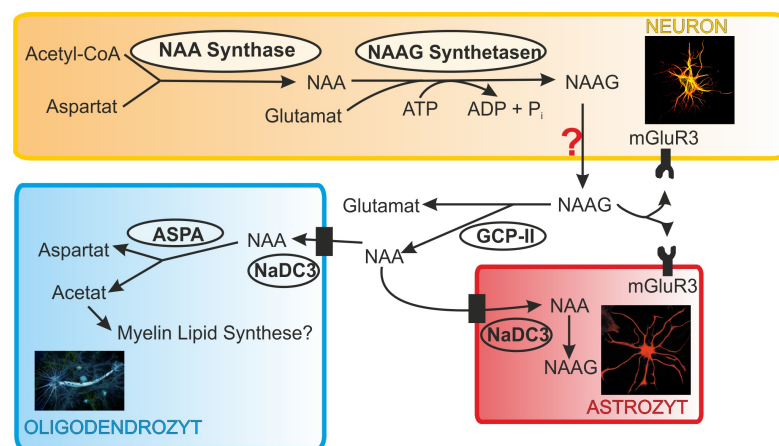 NEURON
Acetyl-CoA
NAA Synthase
NAAG Synthetasen
NAA
NAAG
Aspartat
Glutamat
ATP
ADP + Pi
mGluR3
?
Glutamat
NAAG
GCP-II
ASPA
NAA
NAA
Aspartat
NaDC3
Acetat
mGluR3
Myelin Lipid Synthese?
NAA
NaDC3
NAAG
OLIGODENDROZYT
ASTROZYT